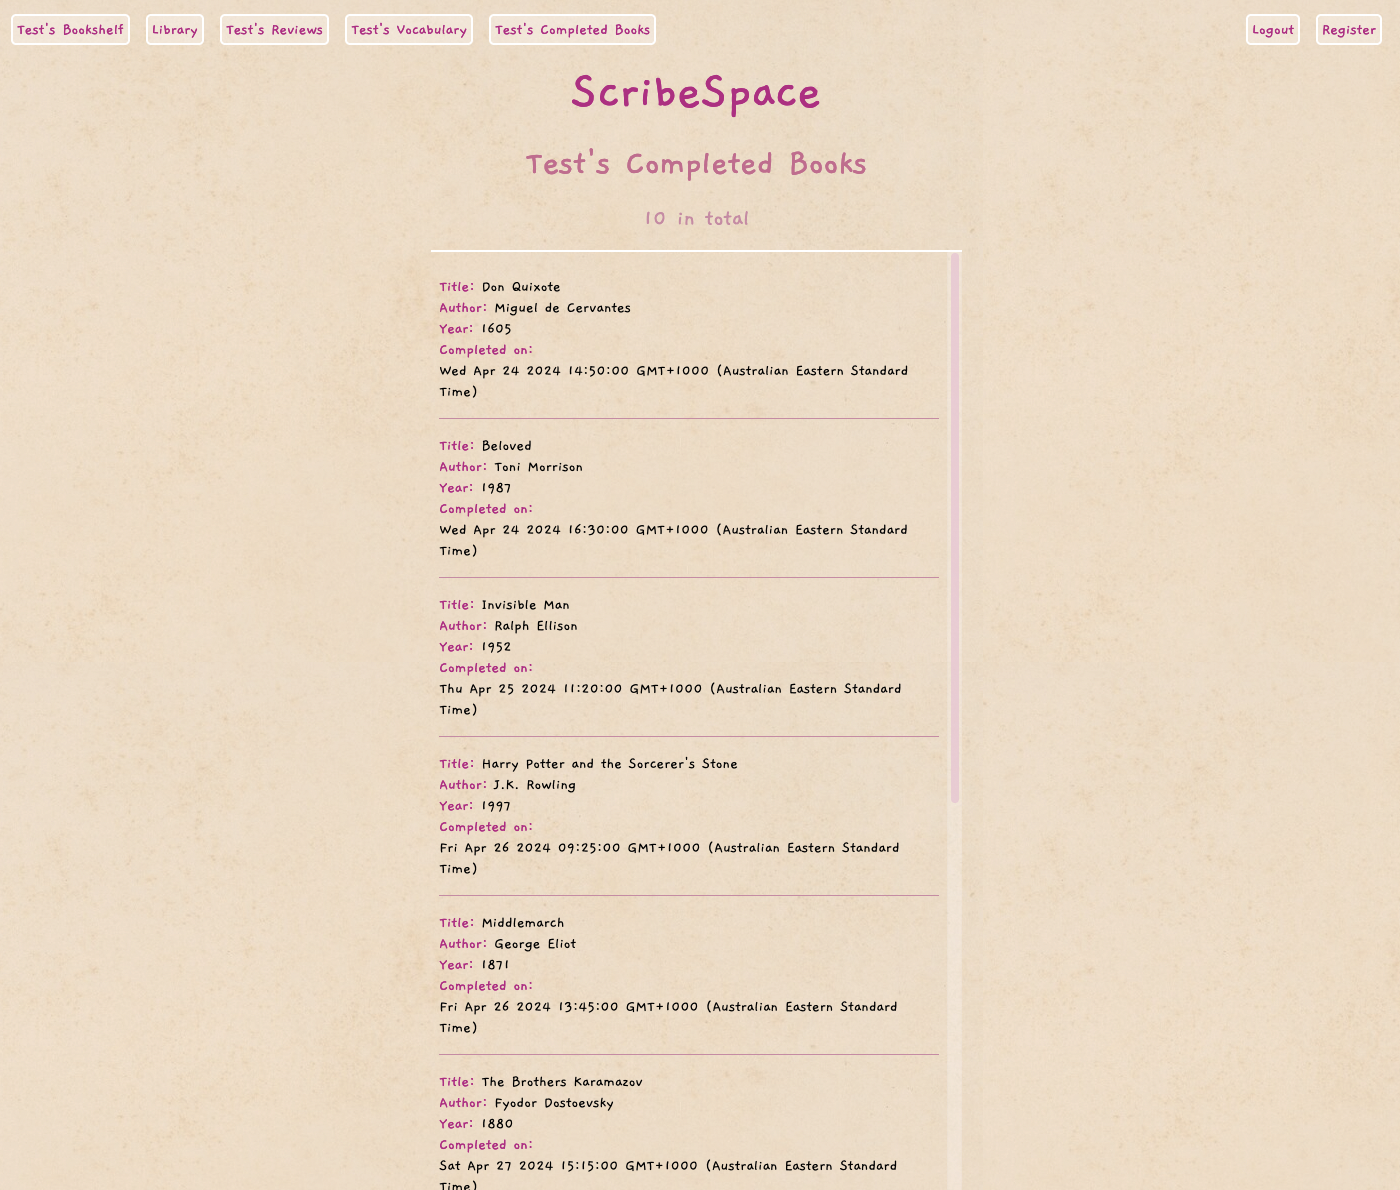 Test's Bookshelf Library Test's Reviews Test's Vocabulary Test's Completed Books Logout Register
ScribeSpace
Test's Completed Books
10 in total
Title: Don Quixote
Author: Miguel de Cervantes
Year: 1605
Completed on:
Wed Apr 24 2024 14:50:00 GMT+1000 (Australian Eastern Standard
Time)
Title: Beloved
Author: Toni Morrison
Year: 1987
Completed on:
Wed Apr 24 2024 16:30:00 GMT+1000 (Australian Eastern Standard
Time)
Title: Invisible Man
Author: Ralph Ellison
Year: 1952
Completed on:
Thu Apr 25 2024 11:20:00 GMT+1000 (Australian Eastern Standard
Time)
Title: Harry Potter and the Sorcerer's Stone
Author: J.K. Rowling
Year: 1997
Completed on:
Fri Apr 26 2024 09:25:00 GMT+1000 (Australian Eastern Standard
Time)
Title: Middlemarch
Author: George Eliot
Year: 1871
Completed on:
Fri Apr 26 2024 13:45:00 GMT+1000 (Australian Eastern Standard
Time)
Title: The Brothers Karamazov
Author: Fyodor Dostoevsky
Year: 1880
Completed on:
Sat Apr 27 2024 15:15:00 GMT+1000 (Australian Eastern Standard
Time)